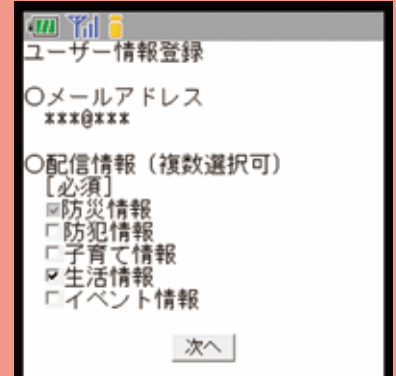 ユーザー情報登録
○メールアドレス
***@***
○配信情報（複数選択可）
［必須］
防災情報
防犯情報
子育て情報
生活情報
イベント情報
次へ